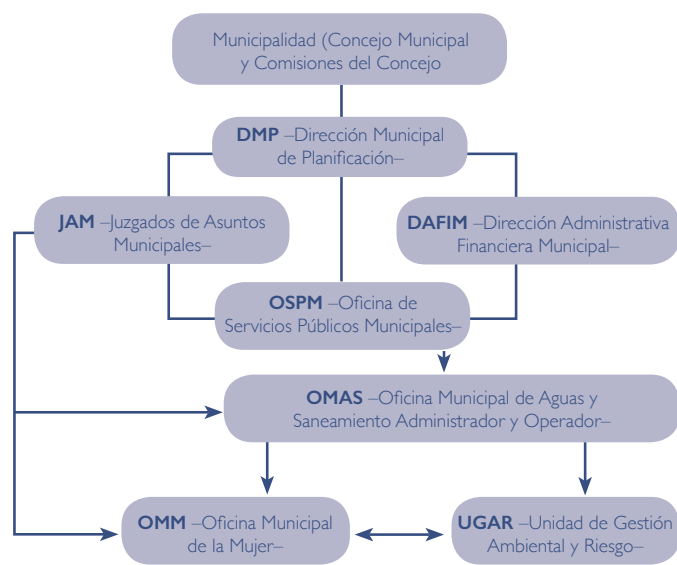 Municipalidad (Concejo Municipal
y Comisiones del Concejo
DMP –Dirección Municipal
de Planificación–
JAM –Juzgados de Asuntos
Municipales–
DAFIM –Dirección Administrativa
Financiera Municipal–
OSPM –Oficina de
Servicios Públicos Municipales–
OMAS –Oficina Municipal de Aguas y
Saneamiento Administrador y Operador–
OMM –Oficina Municipal
de la Mujer–
UGAR –Unidad de Gestión
Ambiental y Riesgo–